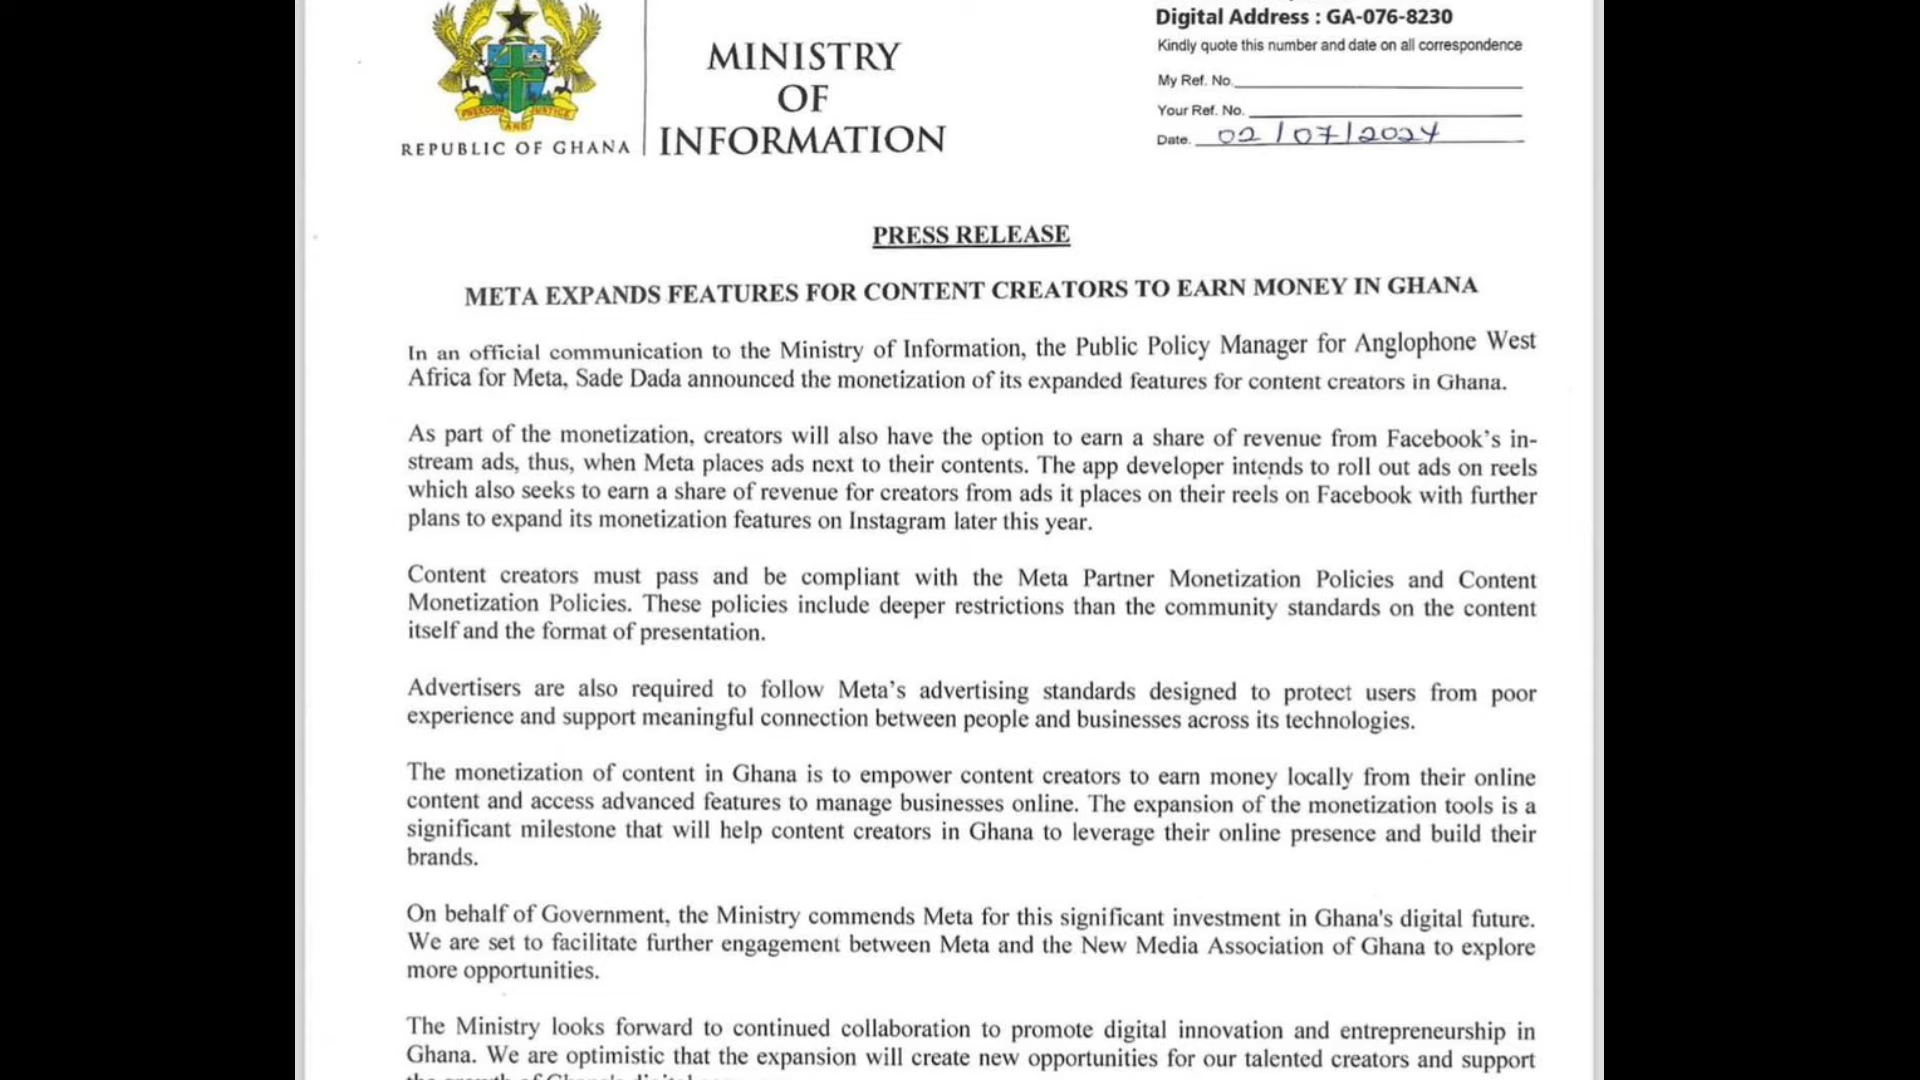 Digital Address : GA-076-8230
Kindly quote this number and date on all correspondence
My Ref. No.
Your Ref. No.
Date. 02/07/2024
FREEDOM AND JUSTICE
REPUBLIC OF GHANA
MINISTRY
OF
INFORMATION
PRESS RELEASE
META EXPANDS FEATURES FOR CONTENT CREATORS TO EARN MONEY IN GHANA
In an official communication to the Ministry of Information, the Public Policy Manager for Anglophone West
Africa for Meta, Sade Dada announced the monetization of its expanded features for content creators in Ghana.
As part of the monetization, creators will also have the option to earn a share of revenue from Facebook's in-
stream ads, thus, when Meta places ads next to their contents. The app developer intends to roll out ads on reels
which also seeks to earn a share of revenue for creators from ads it places on their reels on Facebook with further
plans to expand its monetization features on Instagram later this year.
Content creators must pass and be compliant with the Meta Partner Monetization Policies and Content
Monetization Policies. These policies include deeper restrictions than the community standards on the content
itself and the format of presentation.
Advertisers are also required to follow Meta's advertising standards designed to protect users from poor
experience and support meaningful connection between people and businesses across its technologies.
The monetization of content in Ghana is to empower content creators to earn money locally from their online
content and access advanced features to manage businesses online. The expansion of the monetization tools is a
significant milestone that will help content creators in Ghana to leverage their online presence and build their
brands.
On behalf of Government, the Ministry commends Meta for this significant investment in Ghana's digital future.
We are set to facilitate further engagement between Meta and the New Media Association of Ghana to explore
more opportunities.
The Ministry looks forward to continued collaboration to promote digital innovation and entrepreneurship in
Ghana. We are optimistic that the expansion will create new opportunities for our talented creators and support